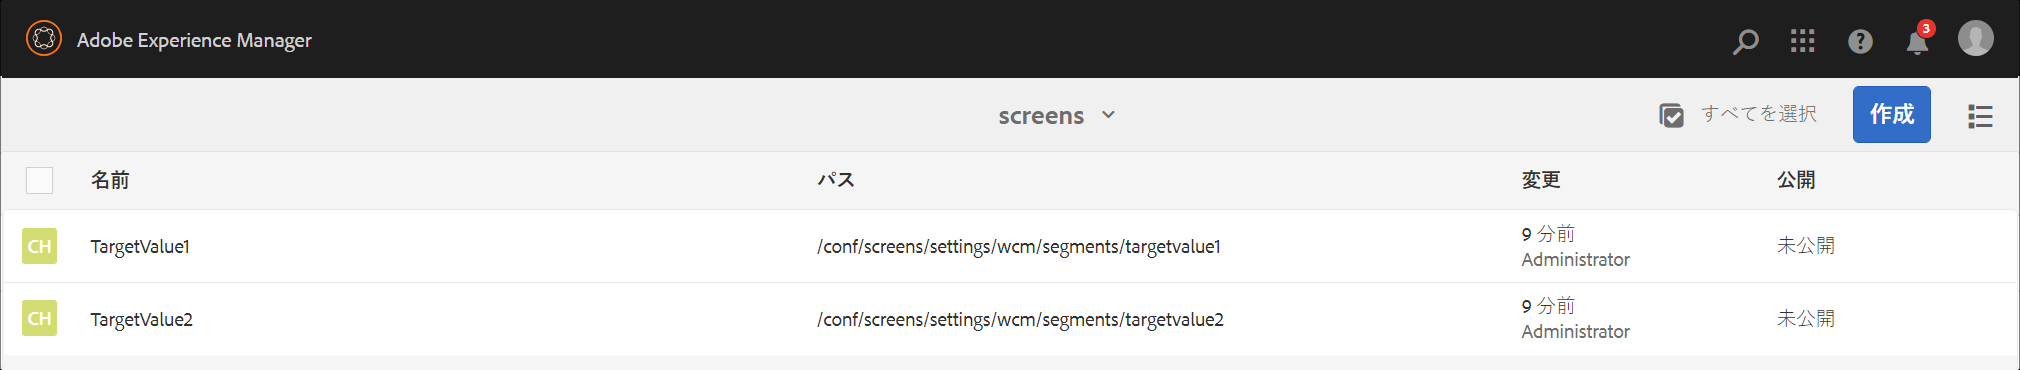 Adobe Experience Manager
3
screens
すべてを選択
作成
名前 パス 変更 公開
CH TargetValue1 /conf/screens/settings/wcm/segments/targetvalue1 9 分前 未公開
Administrator
CH TargetValue2 /conf/screens/settings/wcm/segments/targetvalue2 9 分前 未公開
Administrator